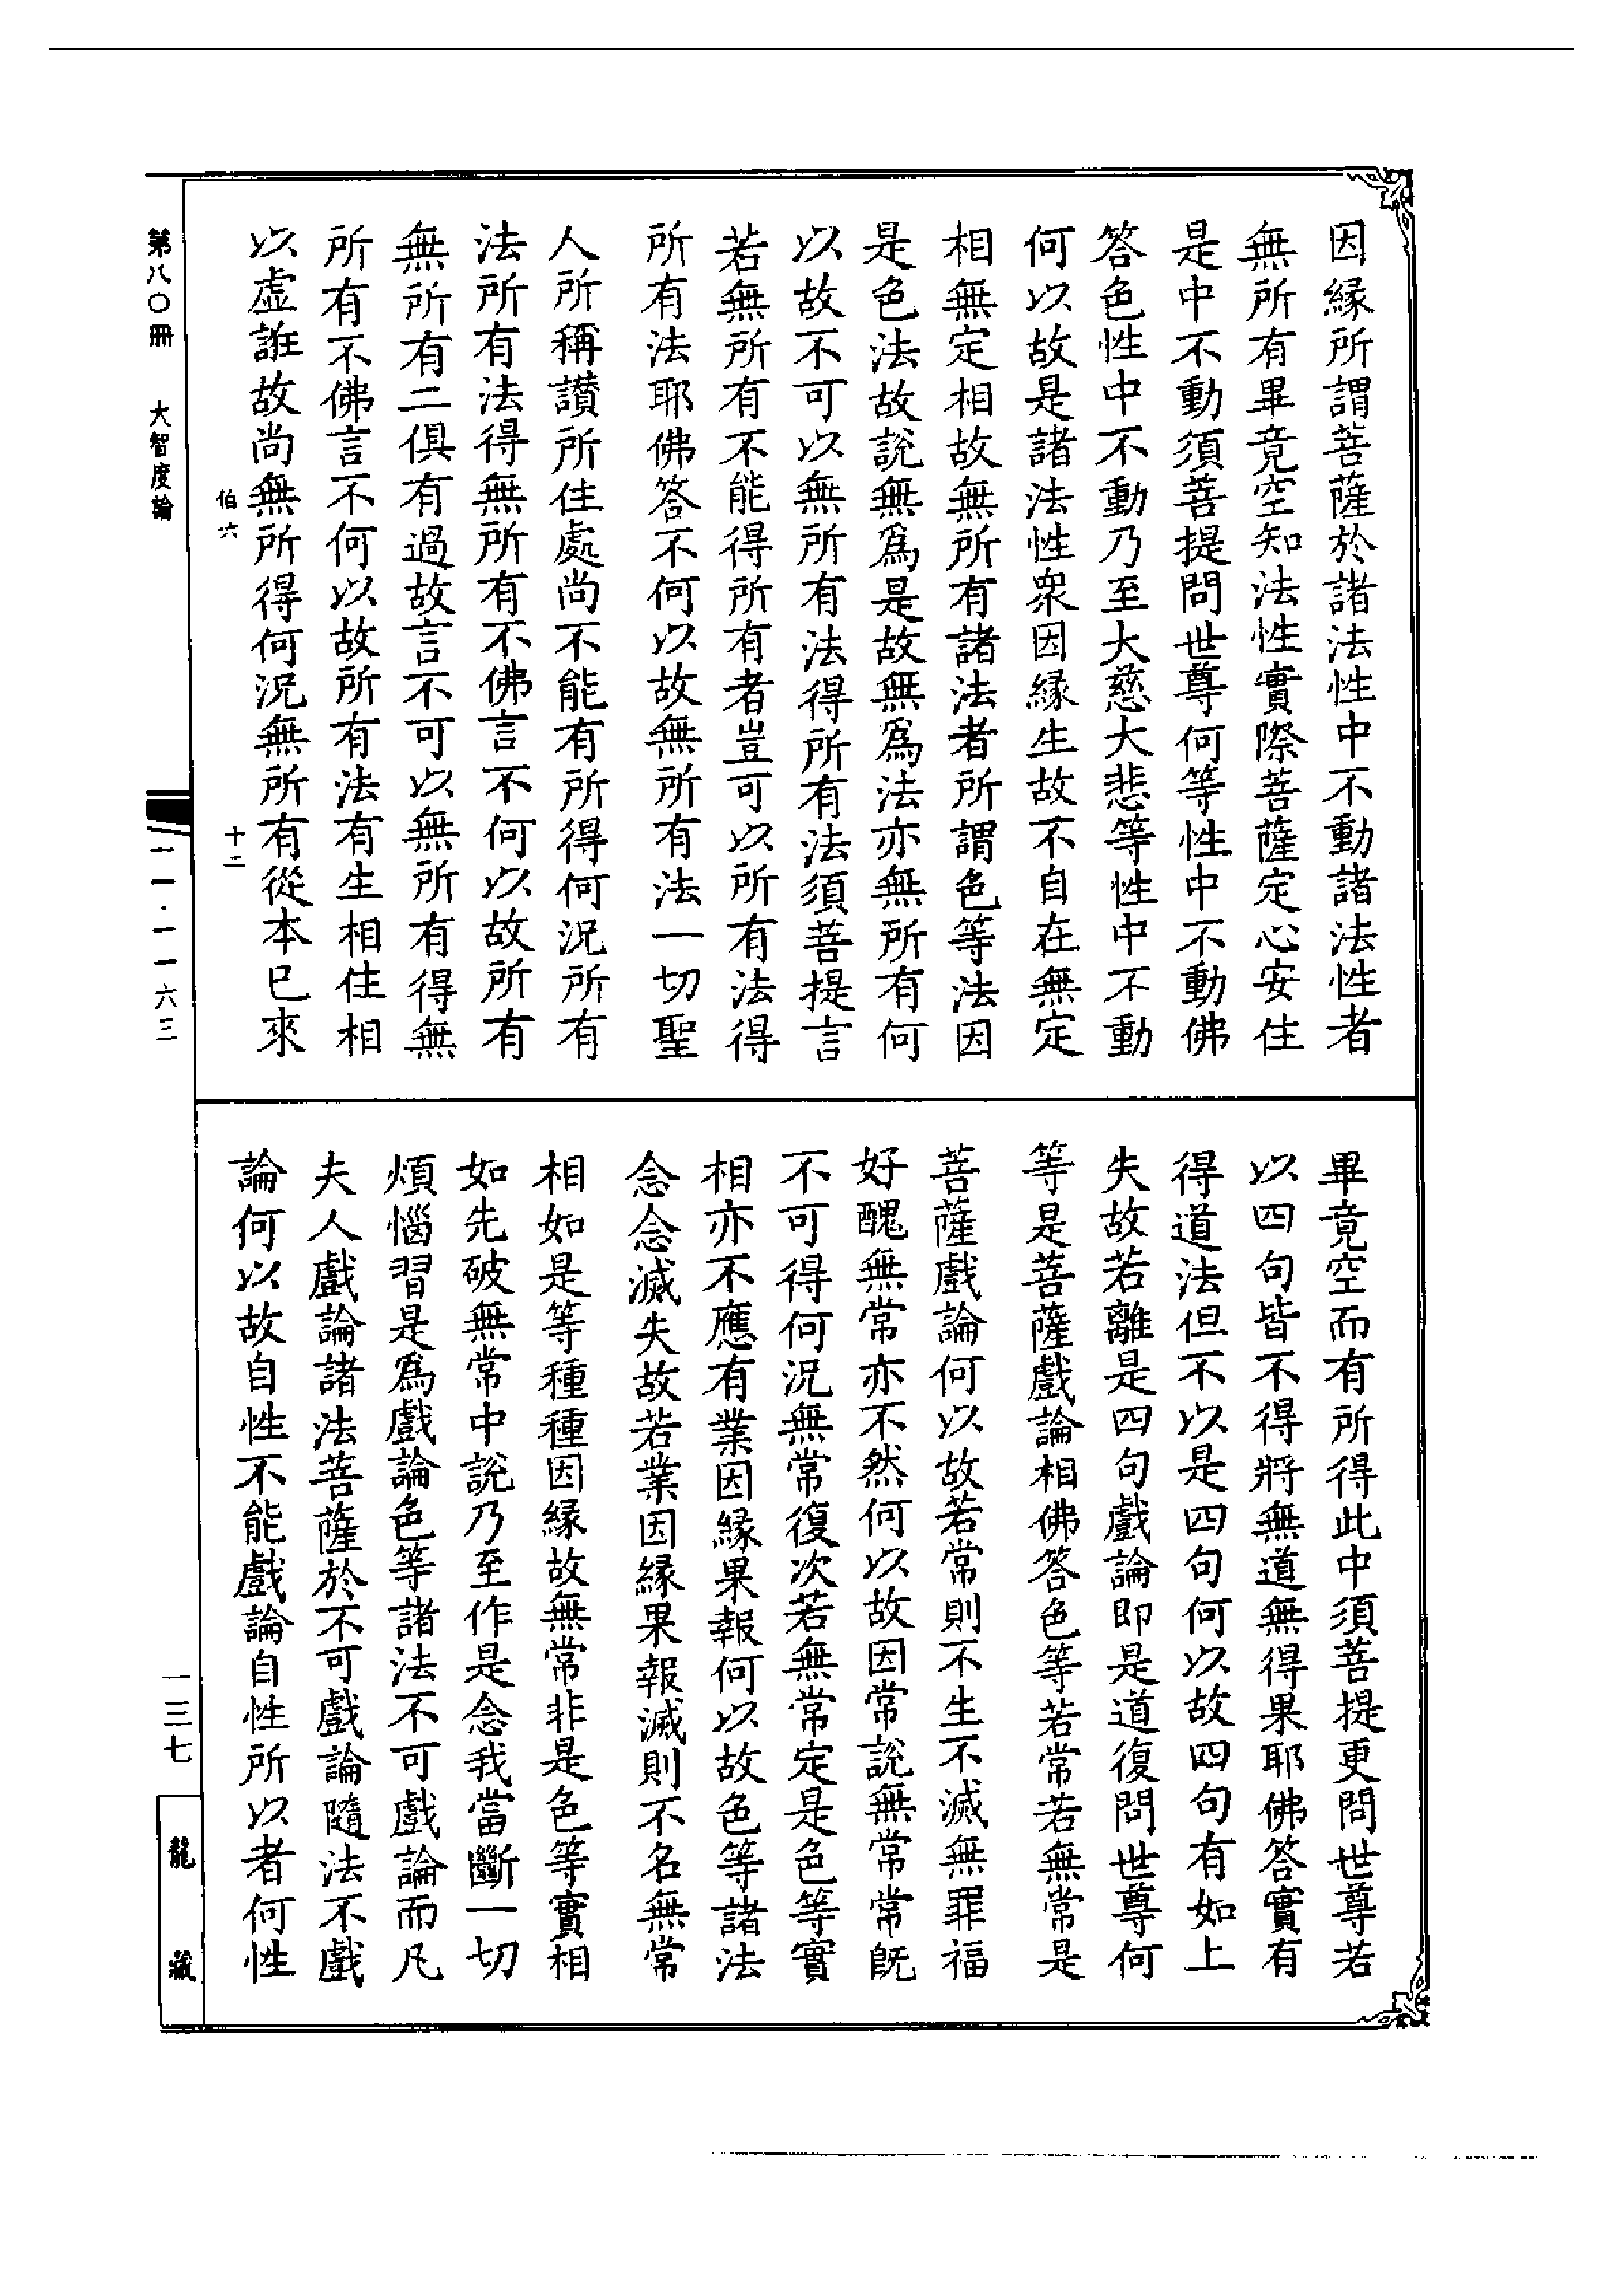 因緣所謂菩薩於諸法性中不動諸法性者
無所有畢竟空知法性實際菩薩定心安住
是中不動須菩提問世尊何等性中不動佛
答色性中不動乃至大慈大悲等性中不動
何以故是諸法性衆因緣生故不自在無定
相無定相故無所有諸法者所謂色等法因
是色法故說無爲是故無爲法亦無所有何
以故不可以無所有法得所有法須菩提言
若無所有不能得所有者豈可以所有法得
所有法耶佛答不何以故無所有法一切聖
人所稱讃所住處尚不能有所得何況所有
法所有法得無所有不佛言不何以故所有
無所有二俱有過故言不可以無所有得無
所有不佛言不何以故所有法有生相住相
以虛誑故尚無所得何況無所有從本已來
畢竟空而有所得此中須菩提更問世尊若
以四句皆不得將無道無得果耶佛答實有
得道法但不以是四句何以故四句有如上
失故若離是四句戲論即是道復問世尊何
等是菩薩戲論相佛答色等若常若無常是
菩薩戲論何以故若常則不生不滅無罪福
好醜無常亦不然何以故因常說無常常既
不可得何況無常復次若無常定是色等實
相亦不應有業因緣果報何以故色等諸法
念念滅失故若業因緣果報滅則不名無常
相如是等種種因緣故無常非是色等實相
如先破無常中說乃至作是念我當斷一切
煩惱習是爲戲論色等諸法不可戲論而凡
夫人戲論諸法菩薩於不可戲論隨法不戲
論何以故自性不能戲論自性所以者何性
伯六
十二
第八〇冊 大智度論
一一一·一一六三
一三七
龍藏